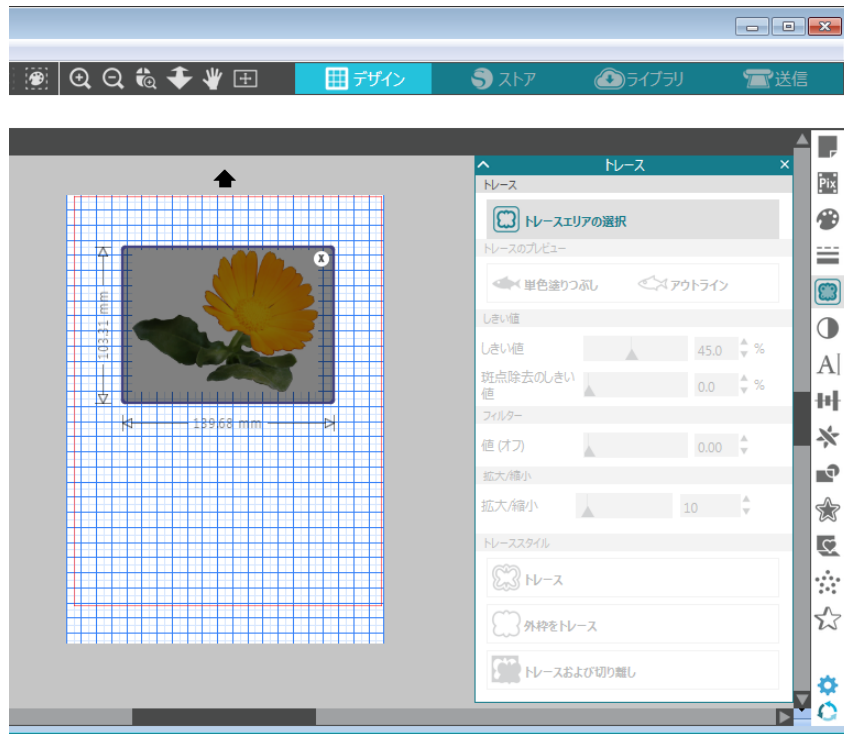 デザイン
ストア
ライブラリ
送信
トレース
トレース
トレースエリアの選択
トレースのプレビュー
単色塗りつぶし
アウトライン
しきい値
しきい値
45.0
%
斑点除去のしきい
値
0.0
%
フィルター
値 (オフ)
0.00
拡大/縮小
拡大/縮小
10
トレーススタイル
トレース
外枠をトレース
トレースおよび切り離し
103.31 mm
139.68 mm
Pix
A